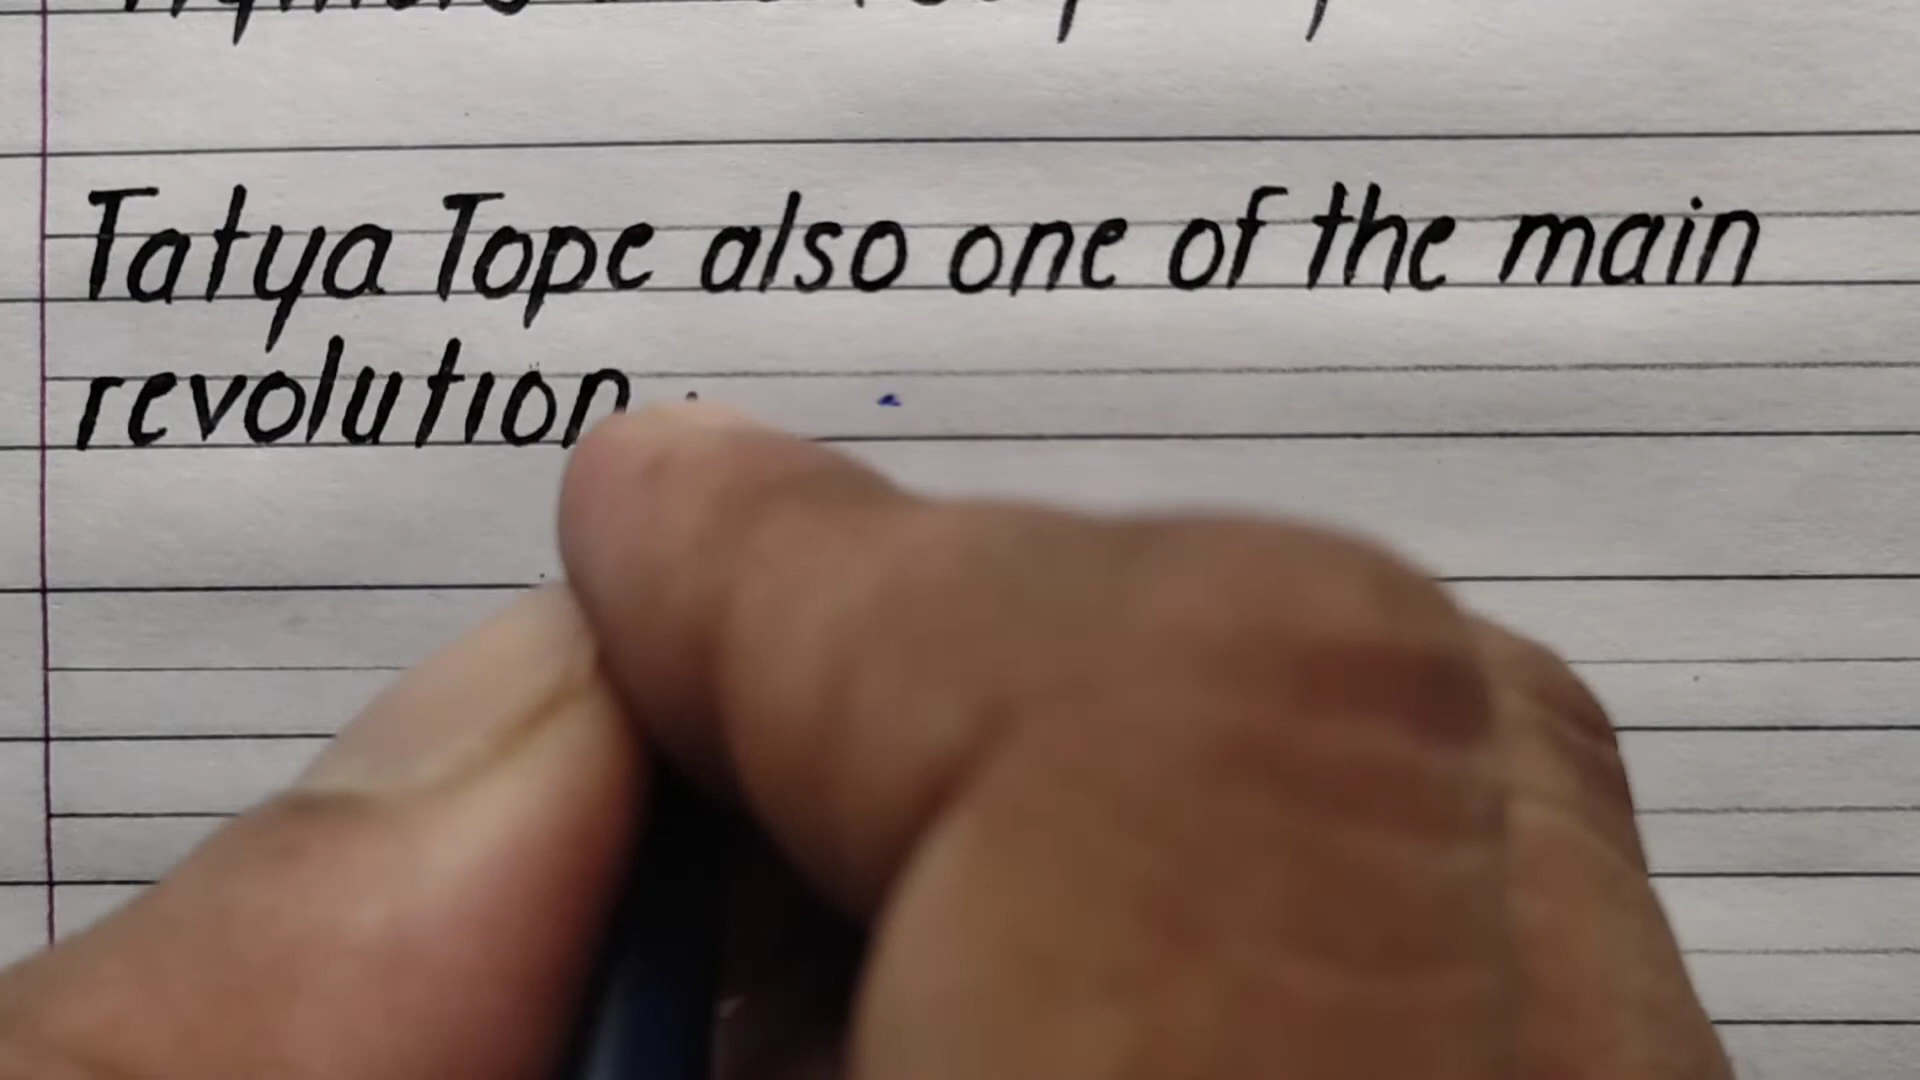 Tatya Tope also one of the main
revolution